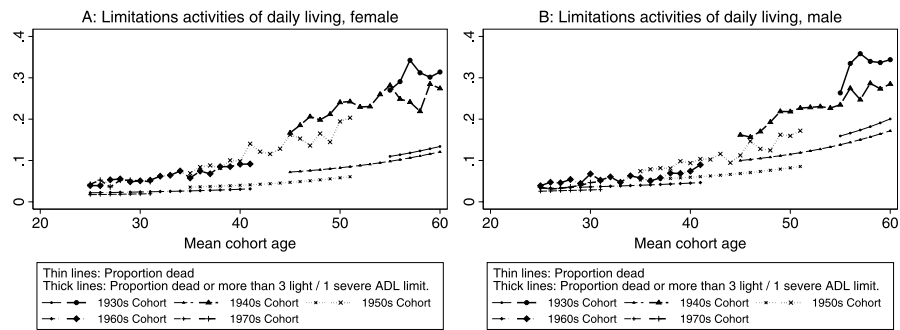 A: Limitations activities of daily living, female
.4
.3
.2
.1
0
20 30 40 50 60
Mean cohort age
Thin lines: Proportion dead
Thick lines: Proportion dead or more than 3 light / 1 severe ADL limit.
1930s Cohort 1940s Cohort 1950s Cohort
1960s Cohort 1970s Cohort
B: Limitations activities of daily living, male
.4
.3
.2
.1
0
20 30 40 50 60
Mean cohort age
Thin lines: Proportion dead
Thick lines: Proportion dead or more than 3 light / 1 severe ADL limit.
1930s Cohort 1940s Cohort 1950s Cohort
1960s Cohort 1970s Cohort